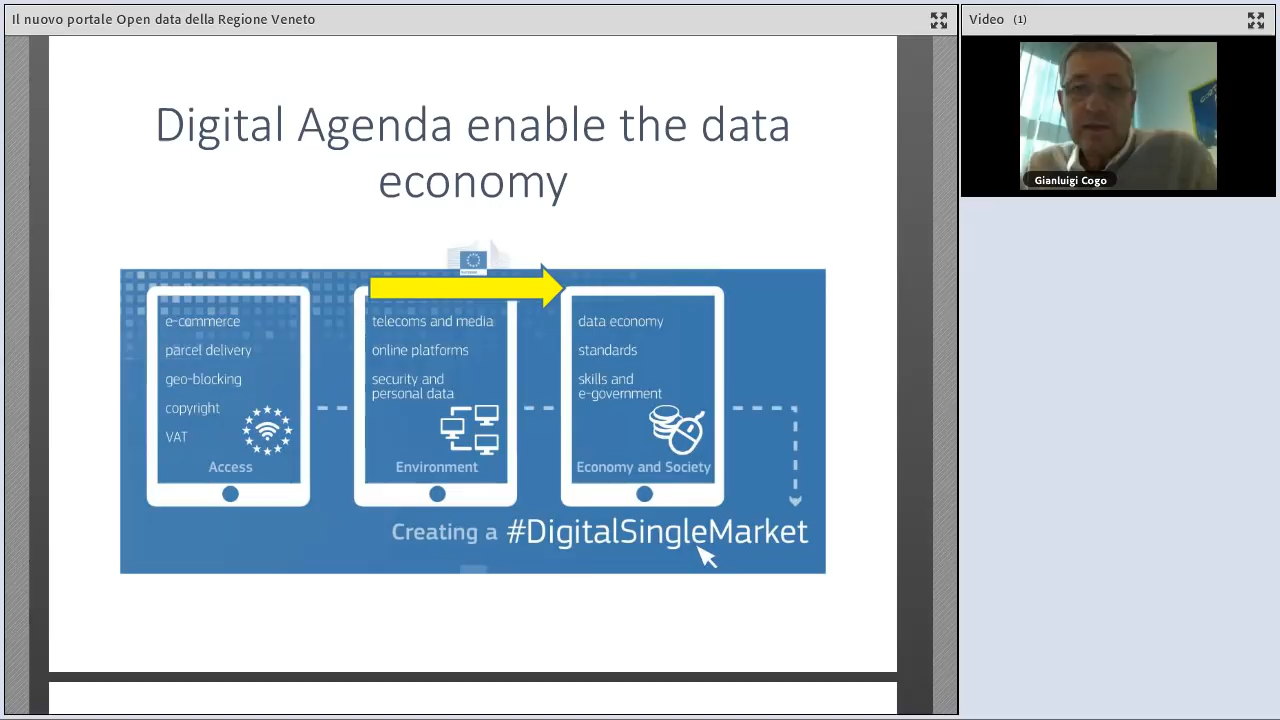 Il nuovo portale Open data della Regione Veneto
Video (1)
Gianluigi Cogo
Digital Agenda enable the data
economy
e-commerce
parcel delivery
geo-blocking
copyright
VAT
Access
telecoms and media
online platforms
security and
personal data
Environment
data economy
standards
skills and
e-government
Economy and Society
Creating a #DigitalSingleMarket